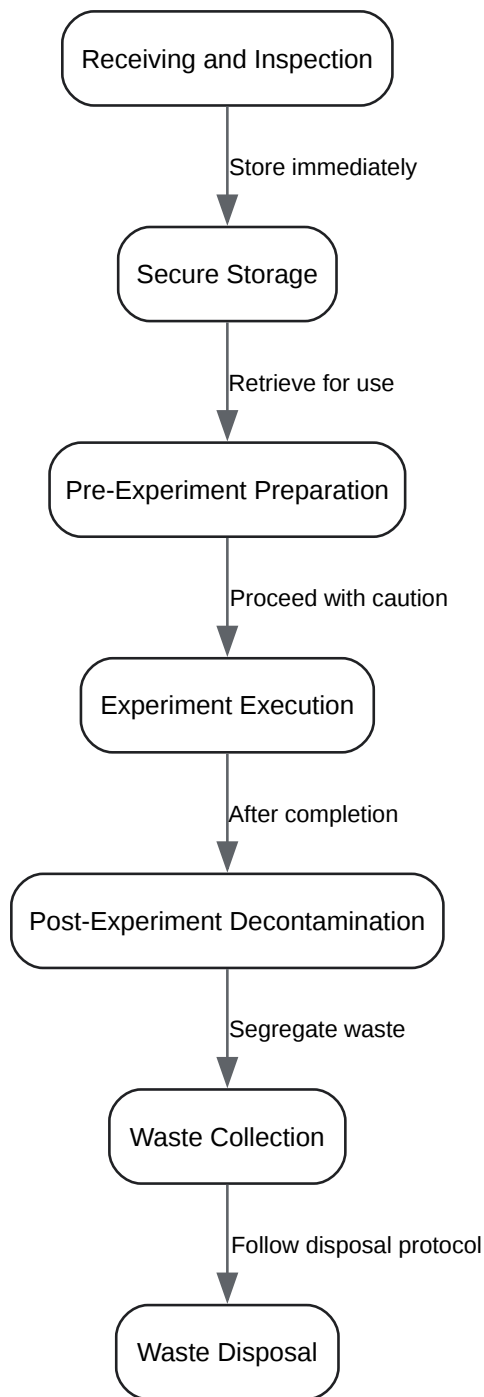 Receiving and Inspection
Store immediately
Secure Storage
Retrieve for use
Pre-Experiment Preparation
Proceed with caution
Experiment Execution
After completion
Post-Experiment Decontamination
Segregate waste
Waste Collection
Follow disposal protocol
Waste Disposal